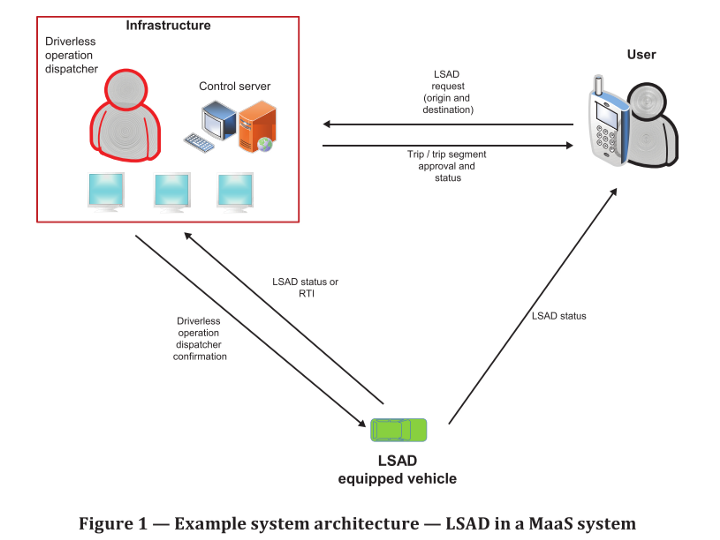 Infrastructure
Driverless
operation
dispatcher
Control server
User
LSAD
request
(origin and
destination)
Trip / trip segment
approval and
status
LSAD status or
RTI
Driverless
operation
dispatcher
confirmation
LSAD status
LSAD
equipped vehicle
Figure 1 — Example system architecture — LSAD in a MaaS system